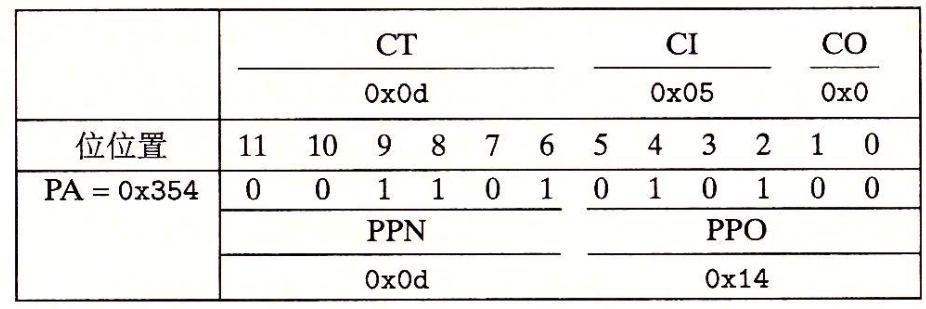 CT CI CO
0x0d 0x05 0x0
位位置 11 10 9 8 7 6 5 4 3 2 1 0
PA = 0x354 0 0 1 1 0 1 0 1 0 1 0 0
PPN PPO
0x0d 0x14